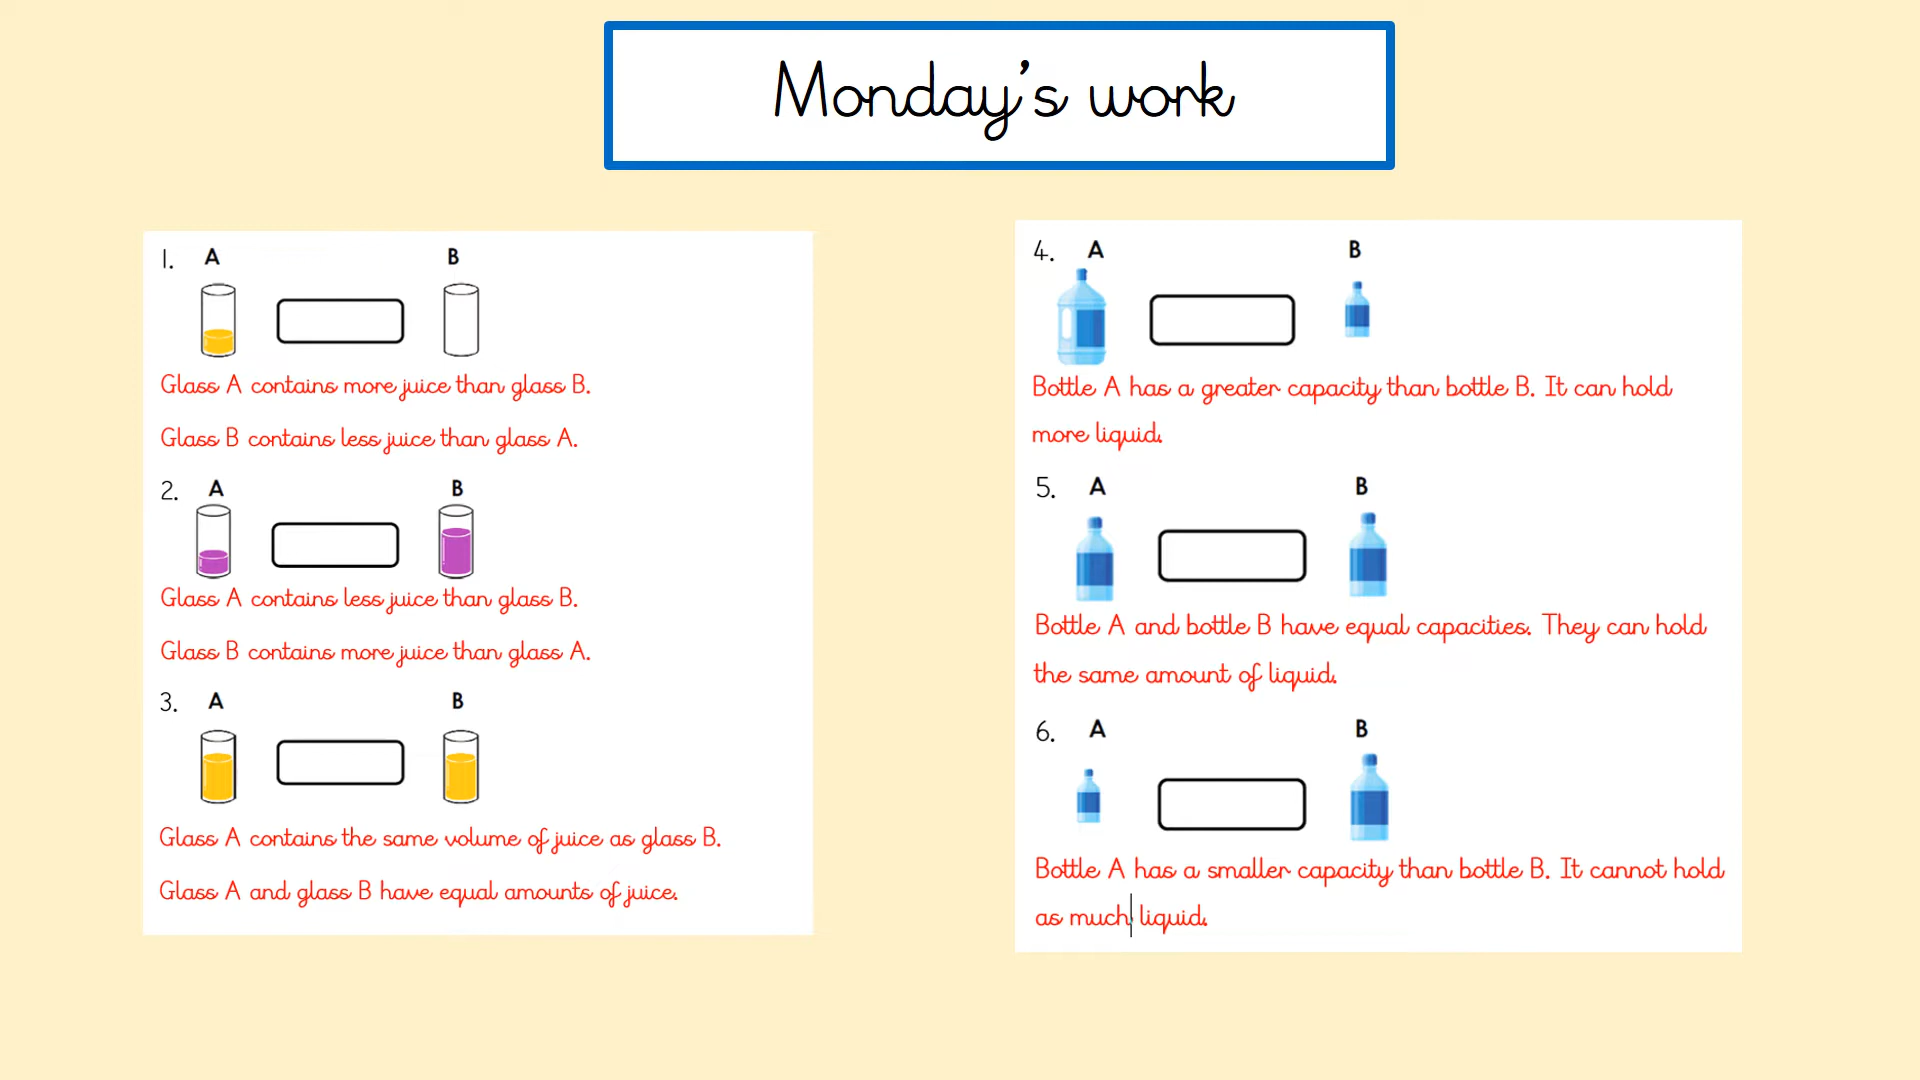 Monday's work
1. A B
Glass A contains more juice than glass B.
Glass B contains less juice than glass A.
2. A B
Glass A contains less juice than glass B.
Glass B contains more juice than glass A.
3. A B
Glass A contains the same volume of juice as glass B.
Glass A and glass B have equal amounts of juice.
4. A B
Bottle A has a greater capacity than bottle B. It can hold
more liquid.
5. A B
Bottle A and bottle B have equal capacities. They can hold
the same amount of liquid.
6. A B
Bottle A has a smaller capacity than bottle B. It cannot hold
as much liquid.